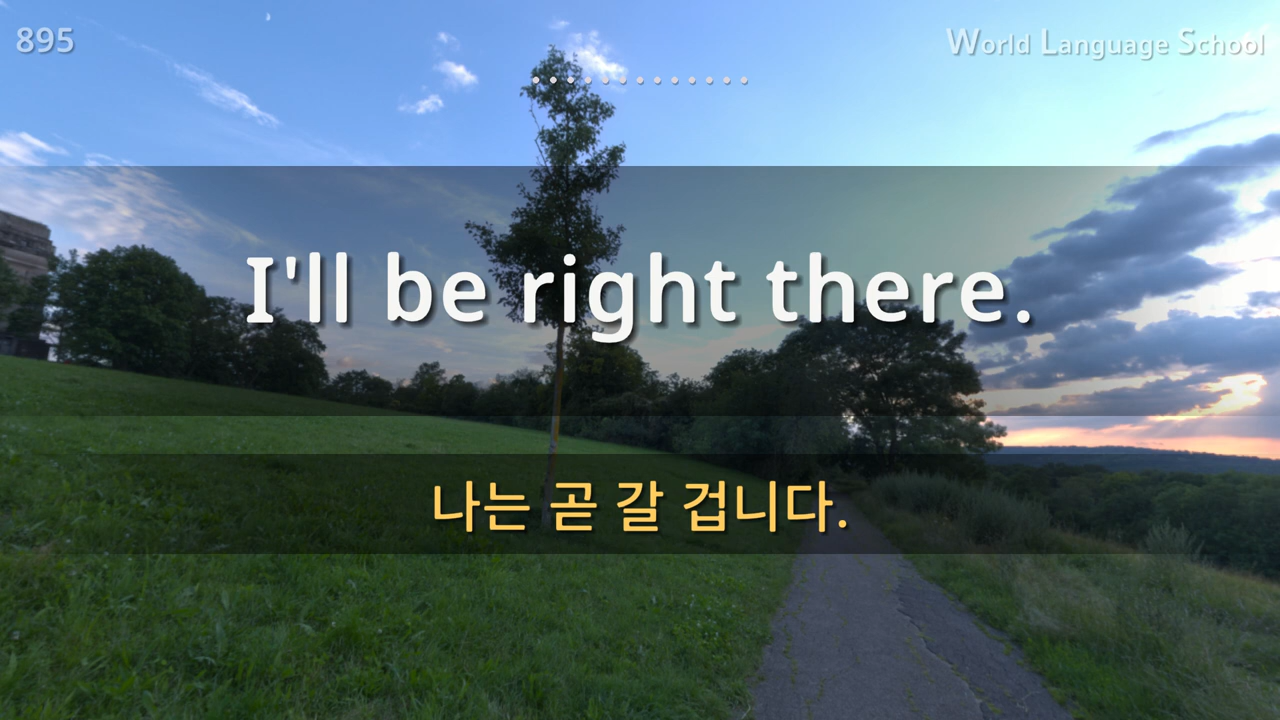 895
World Language School
I'll be right there.
나는 곧 갈 겁니다.